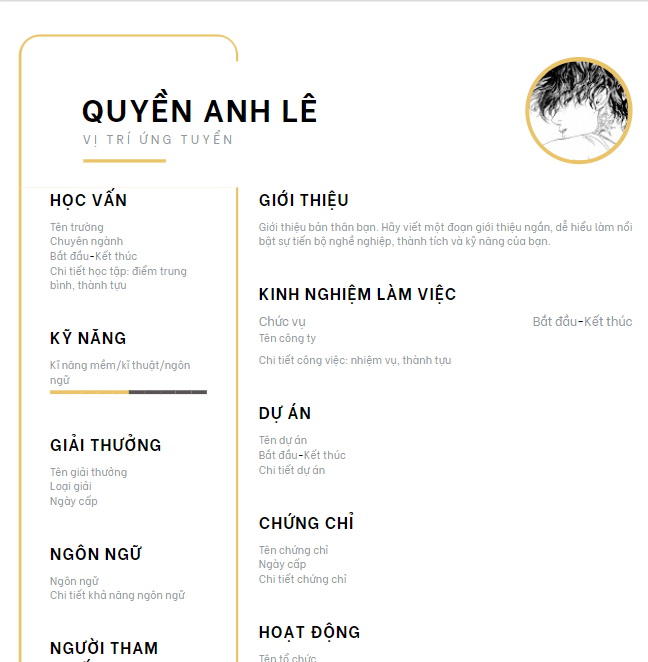 QUYỀN ANH LÊ
VỊ TRÍ ỨNG TUYỂN
HỌC VẤN
Tên trường
Chuyên ngành
Bắt đầu-Kết thúc
Chi tiết học tập: điểm trung
bình, thành tựu
KỸ NĂNG
Kĩ năng mềm/kĩ thuật/ngôn
ngữ
GIẢI THƯỞNG
Tên giải thưởng
Loại giải
Ngày cấp
NGÔN NGỮ
Ngôn ngữ
Chi tiết khả năng ngôn ngữ
NGƯỜI THAM
GIỚI THIỆU
Giới thiệu bản thân bạn. Hãy viết một đoạn giới thiệu ngắn, dễ hiểu làm nổi
bật sự tiến bộ nghề nghiệp, thành tích và kỹ năng của bạn.
KINH NGHIỆM LÀM VIỆC
Chức vụ Bắt đầu-Kết thúc
Tên công ty
Chi tiết công việc: nhiệm vụ, thành tựu
DỰ ÁN
Tên dự án
Bắt đầu-Kết thúc
Chi tiết dự án
CHỨNG CHỈ
Tên chứng chỉ
Ngày cấp
Chi tiết chứng chỉ
HOẠT ĐỘNG
Tên tổ chức